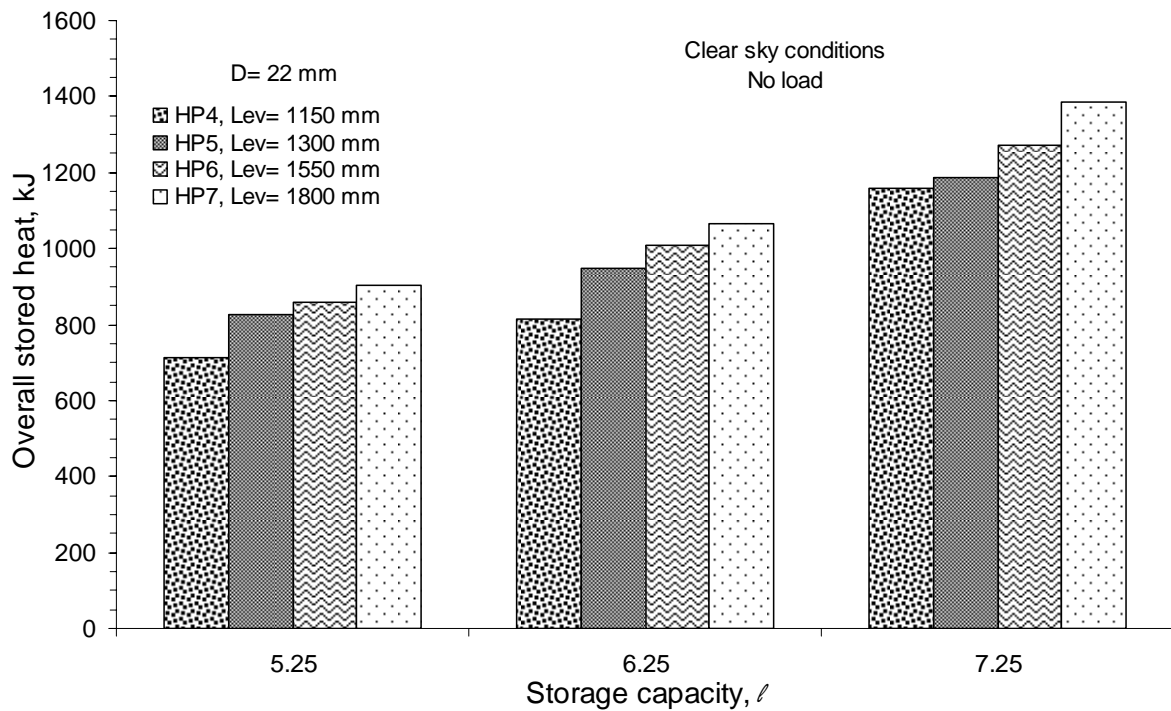 1600
1400
1200
1000
800
600
400
200
0
Overall stored heat, kJ
D= 22 mm
HP4, Lev= 1150 mm
HP5, Lev= 1300 mm
HP6, Lev= 1550 mm
HP7, Lev= 1800 mm
Clear sky conditions
No load
5.25
6.25
7.25
Storage capacity, ℓ